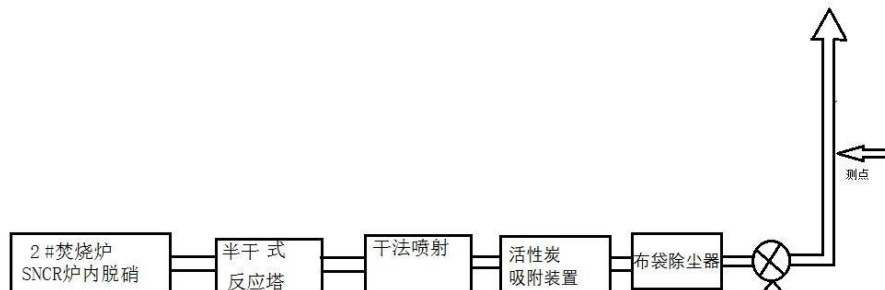 测点
2#焚烧炉
SNCR炉内脱硝
半干 式
反应塔
干法喷射
活性炭
吸附装置
布袋除尘器